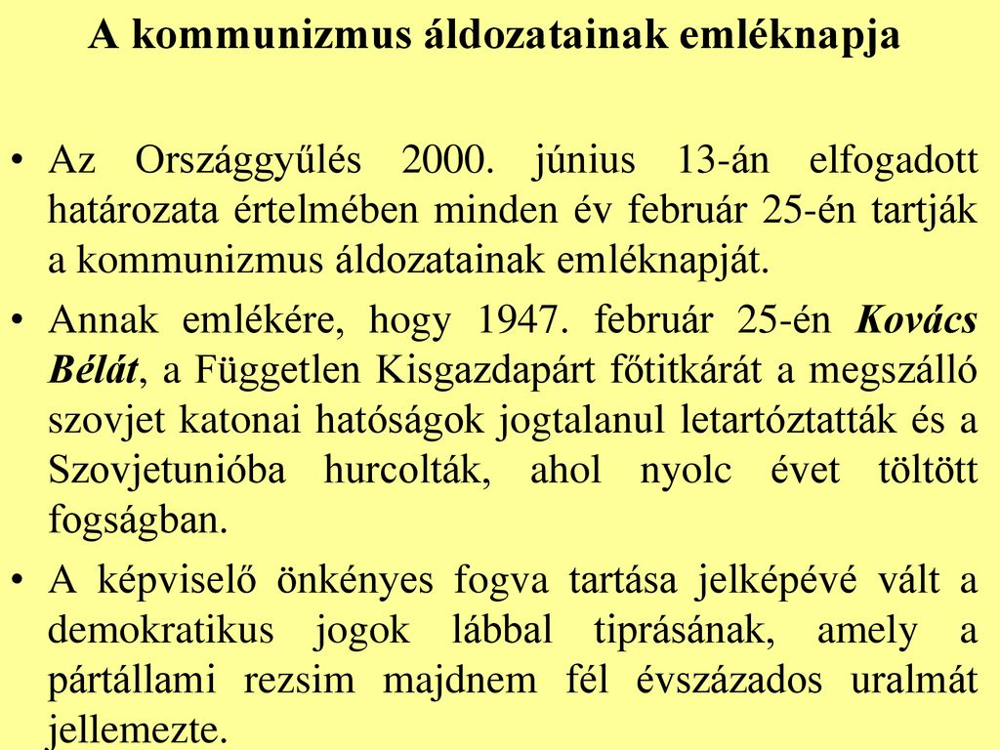 A kommunizmus áldozatainak emléknapja
• Az Országgyűlés 2000. június 13-án elfogadott
határozata értelmében minden év február 25-én tartják
a kommunizmus áldozatainak emléknapját.
• Annak emlékére, hogy 1947. február 25-én Kovács
Bélát, a Független Kisgazdapárt főtitkárát a megszálló
szovjet katonai hatóságok jogtalanul letartóztatták és a
Szovjetunióba hurcolták, ahol nyolc évet töltött
fogságban.
• A képviselő önkényes fogva tartása jelképévé vált a
demokratikus jogok lábbal tiprásának, amely a
pártállami rezsim majdnem fél évszázados uralmát
jellemezte.